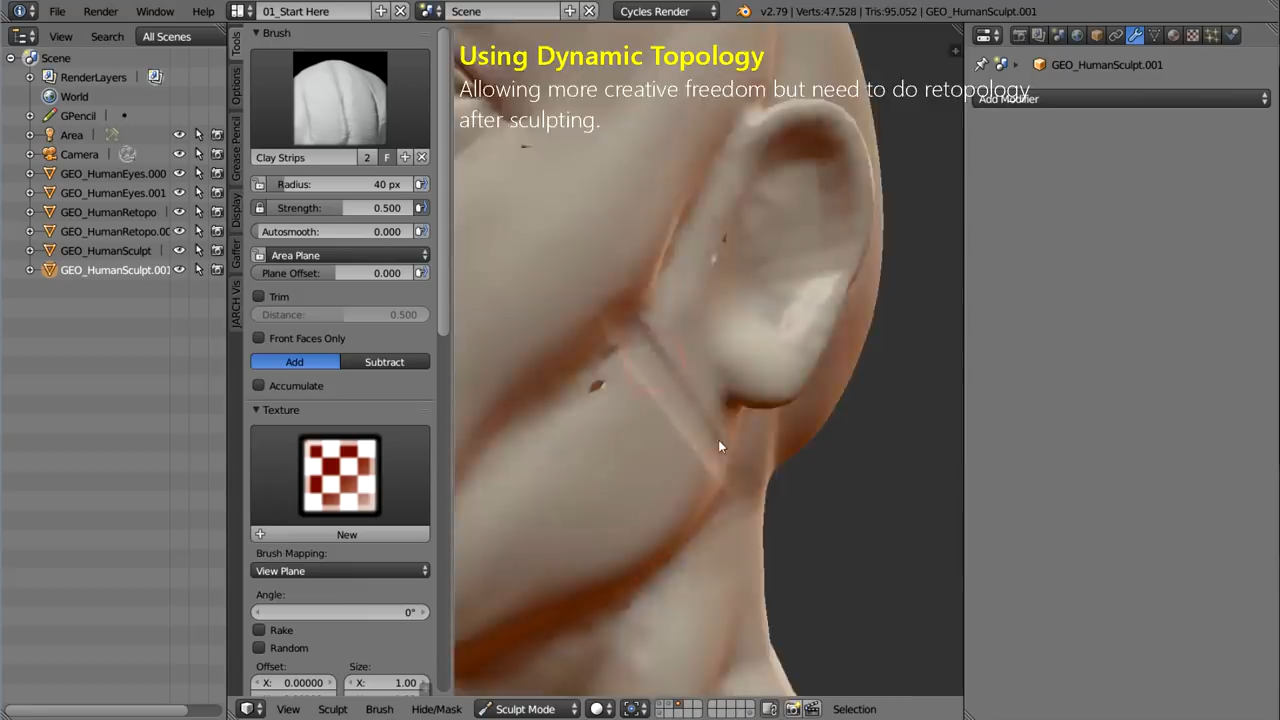 File Render Window Help 01_Start Here Scene Cycles Render v2.79 | Verts:47,528 | Tris:95,052 | GEO_HumanSculpt.001
View Search All Scenes
Scene
RenderLayers
World
GPencil
Area
Camera
GEO_HumanEyes.000
GEO_HumanEyes.001
GEO_HumanRetopo
GEO_HumanRetopo.00
GEO_HumanSculpt
GEO_HumanSculpt.001
Tools
Options
Grease Pencil
Display
Gaffer
JARCH Vis
Brush
Clay Strips 2 F
Radius: 40 px
Strength: 0.500
Autosmooth: 0.000
Area Plane
Plane Offset: 0.000
Trim
Distance: 0.500
Front Faces Only
Add Subtract
Accumulate
Texture
New
Brush Mapping:
View Plane
Angle:
0°
Rake
Random
Offset: Size:
X: 0.00000 X: 1.00
Using Dynamic Topology
Allowing more creative freedom but need to do retopology
after sculpting.
View Sculpt Brush Hide/Mask Sculpt Mode Selection
GEO_HumanSculpt.001
Add Modifier